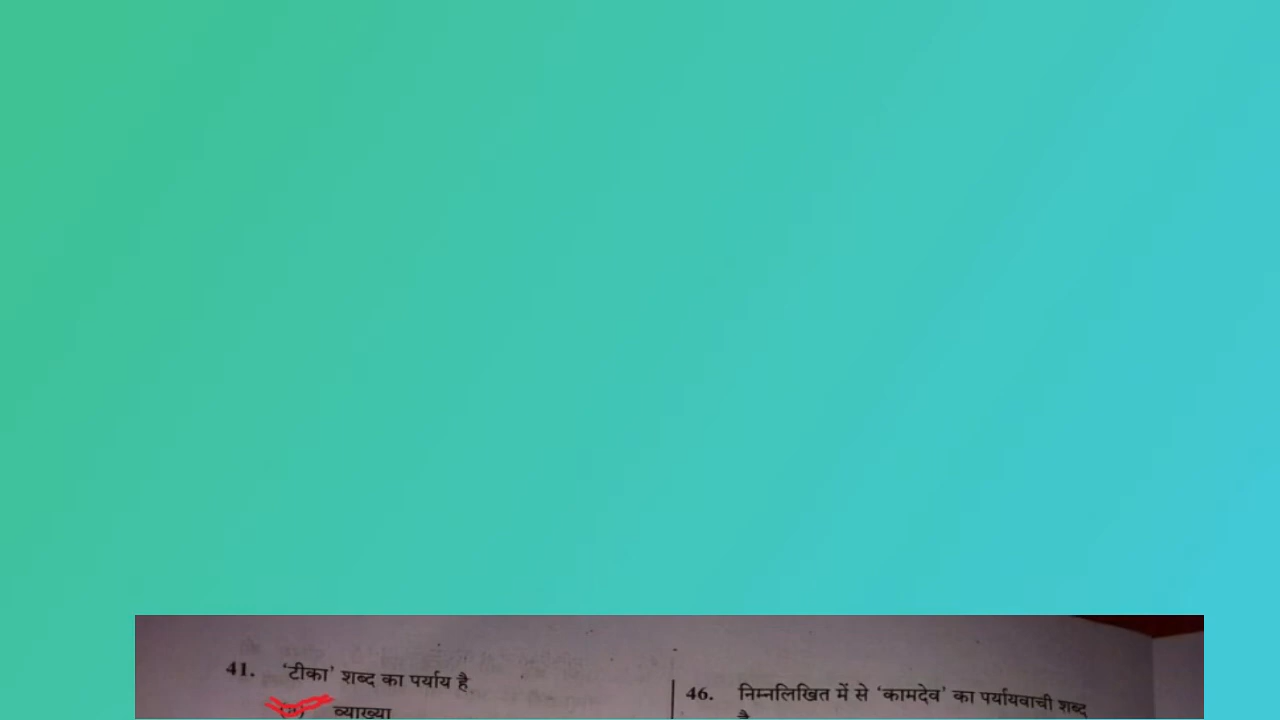 41. 'टीका' शब्द का पर्याय है
व्याख्या
46. निम्नलिखित में से 'कामदेव' का पर्यायवाची शब्द
है